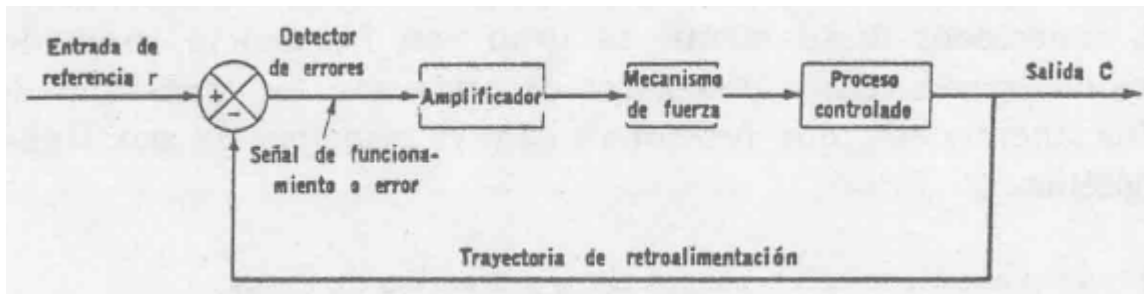 Entrada de
referencia r
+
−
Detector
de errores
Señal de funciona-
miento o error
Amplificador
Mecanismo
de fuerza
Proceso
controlado
Salida C
Trayectoria de retroalimentación